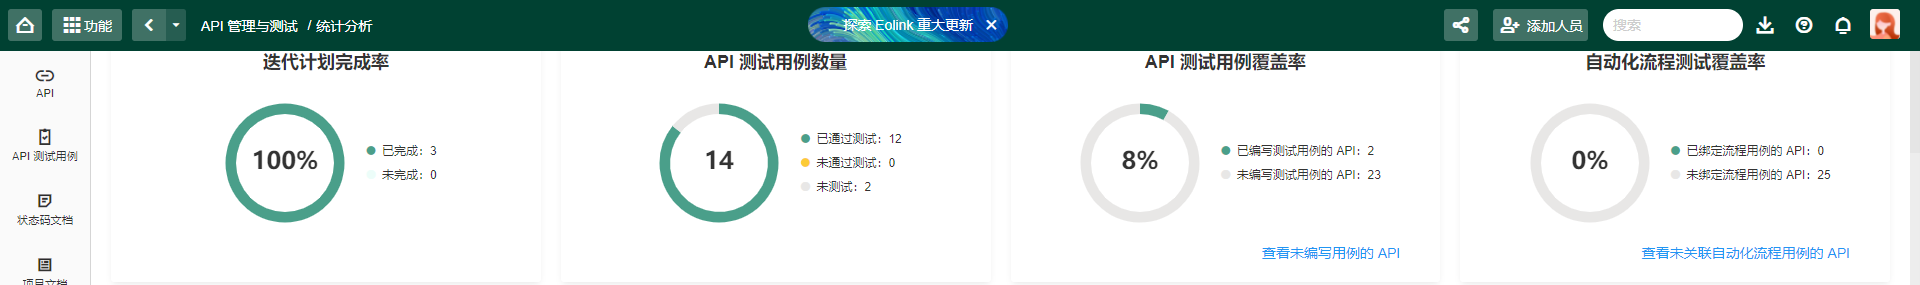 功能
API 管理与测试 / 统计分析
探索 Eolink 重大更新 ×
添加人员
搜索
API
API 测试用例
状态码文档
项目文档
迭代计划完成率
100%
已完成：3
未完成：0
API 测试用例数量
14
已通过测试：12
未通过测试：0
未测试：2
API 测试用例覆盖率
8%
已编写测试用例的 API：2
未编写测试用例的 API：23
查看未编写用例的 API
自动化流程测试覆盖率
0%
已绑定流程用例的 API：0
未绑定流程用例的 API：25
查看未关联自动化流程用例的 API